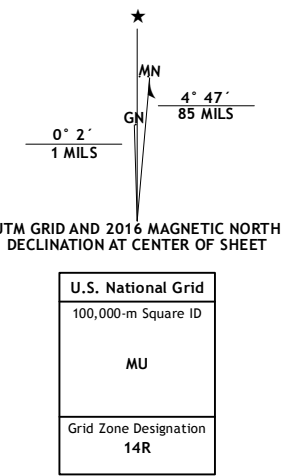 MN
GN
4° 47´
85 MILS
0° 2´
1 MILS
UTM GRID AND 2016 MAGNETIC NORTH
DECLINATION AT CENTER OF SHEET
U.S. National Grid
100,000-m Square ID
MU
Grid Zone Designation
14R